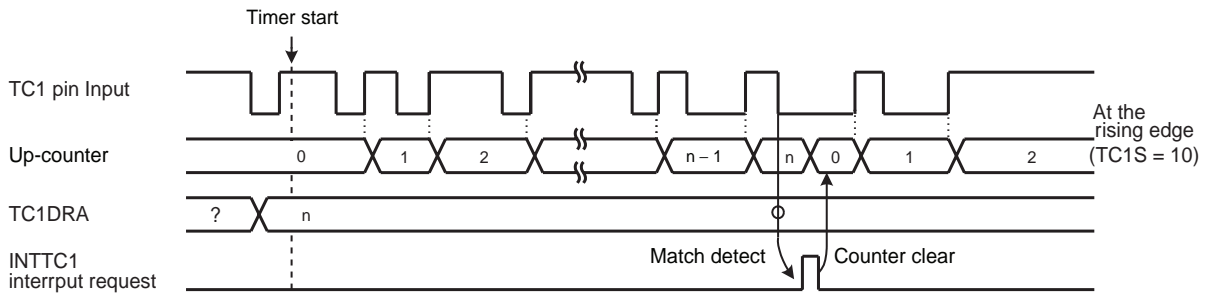 Timer start
TC1 pin Input
At the
rising edge
(TC1S = 10)
Up-counter
0
1
2
n – 1
n
0
1
2
TC1DRA
?
n
Match detect
Counter clear
INTTC1
interrput request